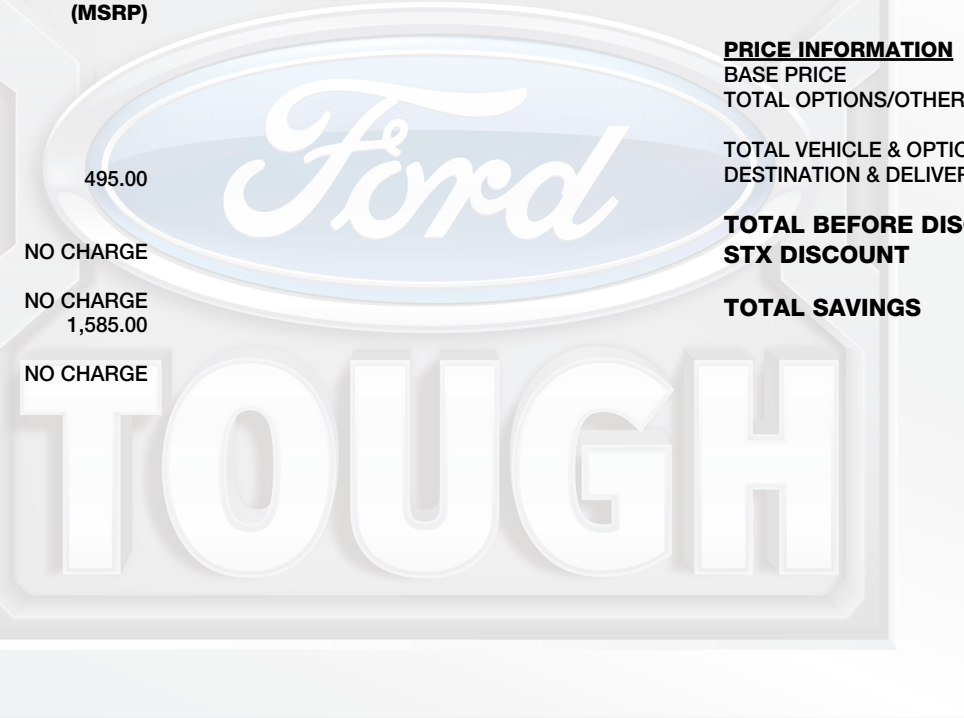 (MSRP)
495.00
NO CHARGE
NO CHARGE
1,585.00
NO CHARGE
PRICE INFORMATION
BASE PRICE
TOTAL OPTIONS/OTHER
TOTAL VEHICLE & OPTIO
DESTINATION & DELIVER
TOTAL BEFORE DISC
STX DISCOUNT
TOTAL SAVINGS
Ford
TOUGH